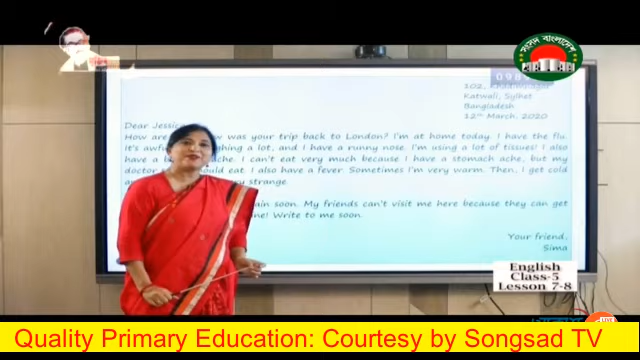 সংসদ বাংলাদেশ
102,
Katwali, Sylhet
Bangladesh
12th March, 2020
Dear Jessica
How are was your trip back to London? I'm at home today. I have the flu.
It's hing a lot, and I have a runny nose. I'm using a lot of tissues! I also
have a ache. I can't eat very much because I have a stomach ache, but my
doctor ould eat. I also have a fever. Sometimes I'm very warm. Then, I get cold
y strange.
ain soon. My friends can't visit me here because they can get
ne! Write to me soon.
Your friend,
Sima
English
Class-5
Lesson 7-8
LIVE
Quality Primary Education: Courtesy by Songsad TV